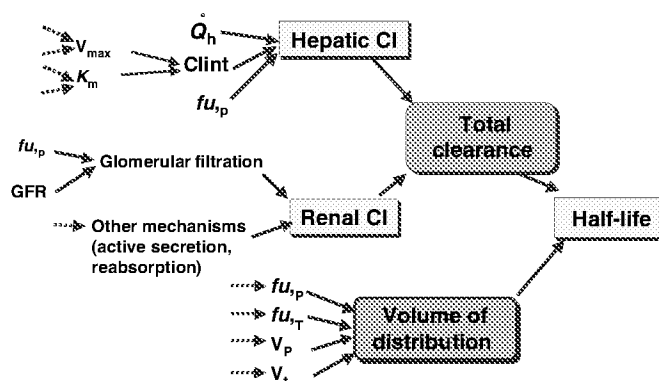 Q̇h
Hepatic Cl
Vmax
Clint
Km
fu,p
Total
clearance
fu,p
Glomerular filtration
GFR
Renal Cl
Half-life
Other mechanisms
(active secretion,
reabsorption)
fu,P
fu,T
VP
Vt
Volume of
distribution